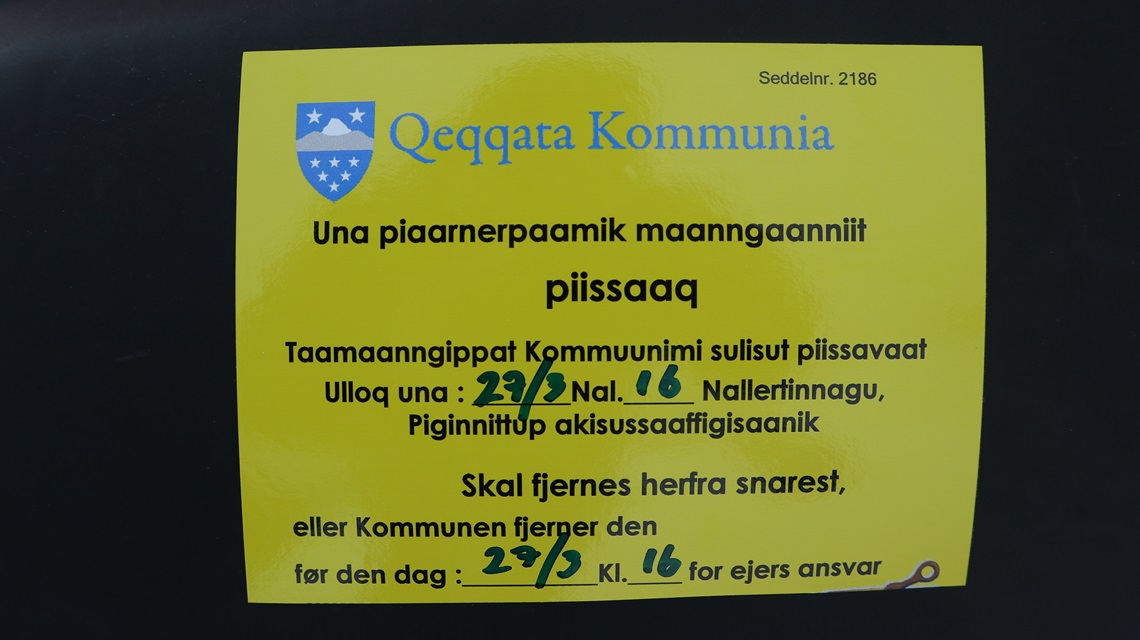 Seddelnr. 2186
Qeqqata Kommunia
Una piaarnerpaamik maanngaanniit
piissaaq
Taamaanngippat Kommuunimi sulisut piissavaat
Ulloq una : 27/3 Nal. 16 Nallertinnagu,
Piginnittup akisussaaffigisaanik
Skal fjernes herfra snarest,
eller Kommunen fjerner den
før den dag : 27/3 Kl. 16 for ejers ansvar